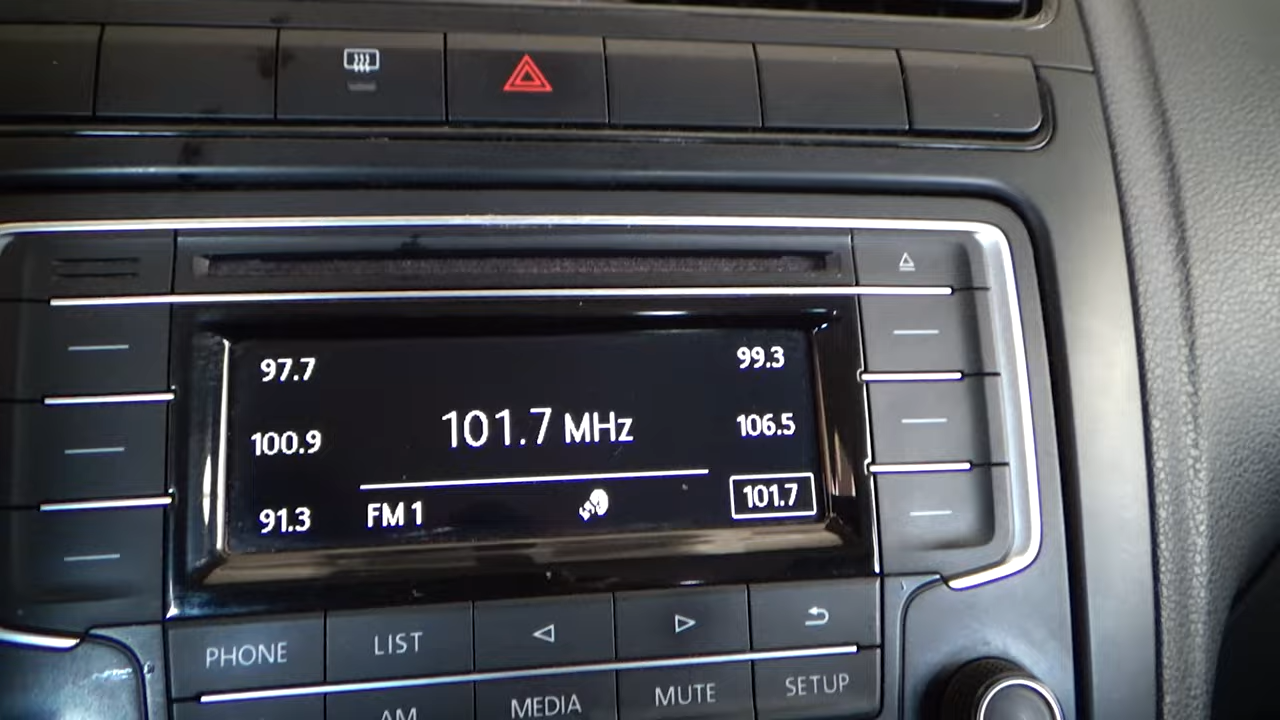 97.7
99.3
100.9
101.7 MHz
106.5
91.3
FM 1
101.7
PHONE
LIST
AM
MEDIA
MUTE
SETUP